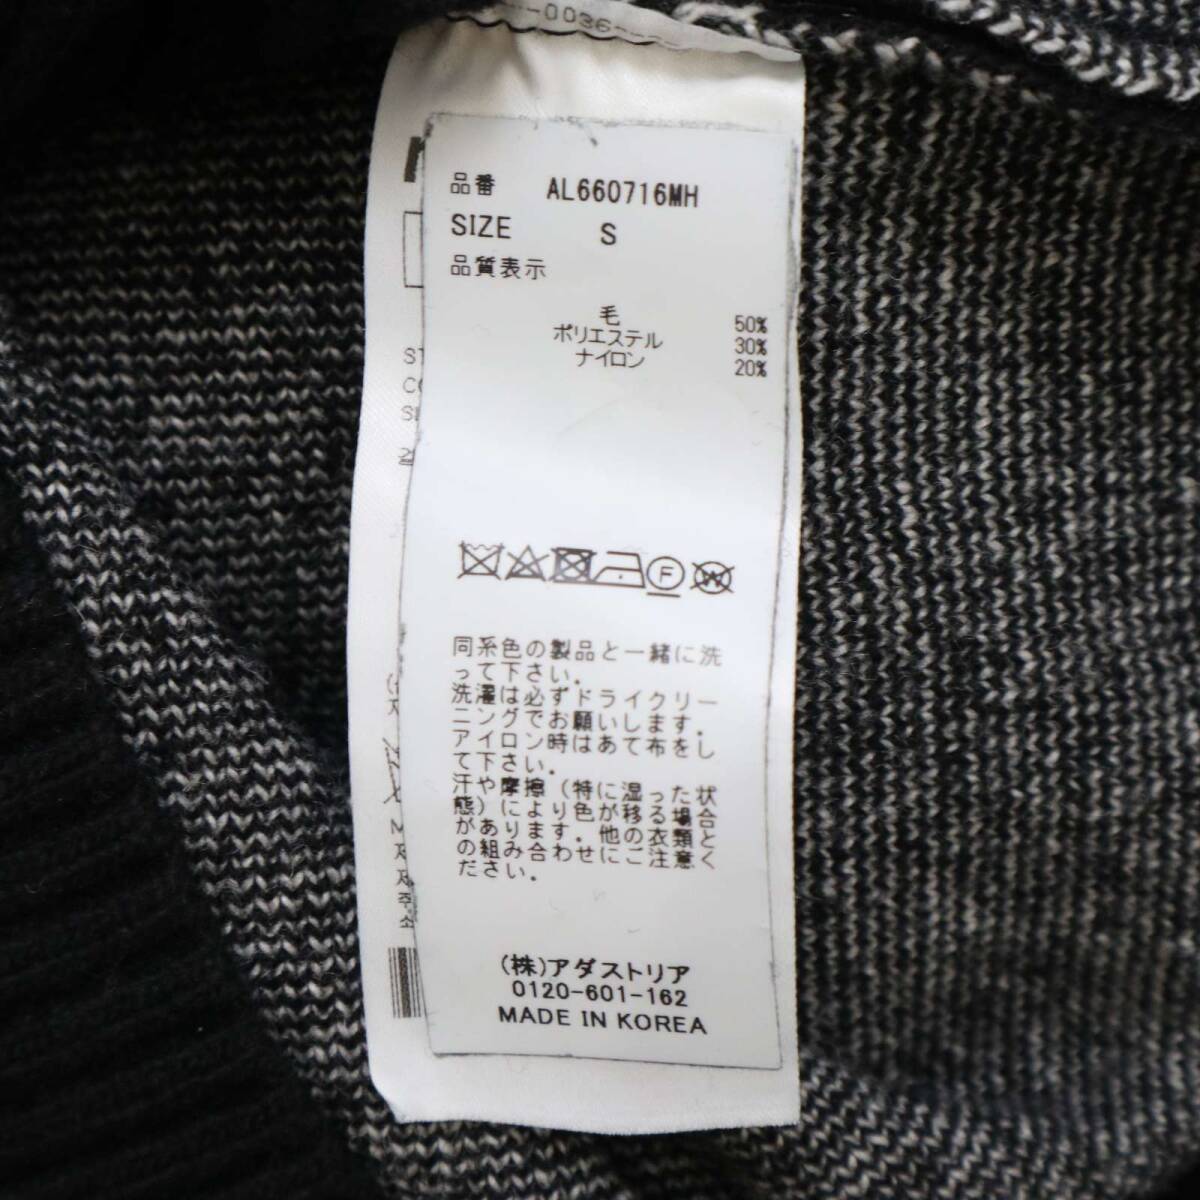 -0036-
品番 AL660716MH
SIZE S
品質表示
毛 50%
ポリエステル 30%
ナイロン 20%
F
W
同系色の製品と一緒に洗
って下さい。
洗濯は必ずドライクリー
ニングでお願いします。
アイロン時はあて布をし
て下さい。
汗や摩擦(特に湿った状
態)により色が移る場合
があります。他の衣類と
の組み合わせにご注意く
ださい。
(株)アダストリア
0120-601-162
MADE IN KOREA